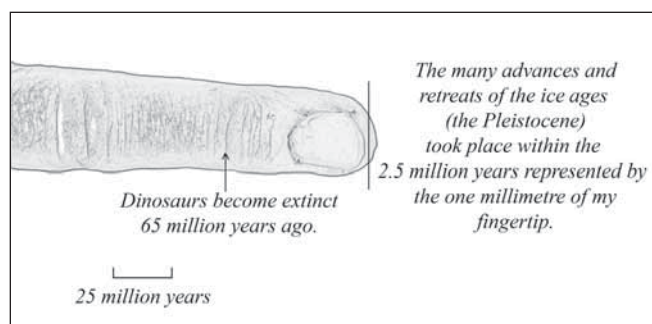 The many advances and
retreats of the ice ages
(the Pleistocene)
took place within the
2.5 million years represented by
the one millimetre of my
fingertip.
Dinosaurs become extinct
65 million years ago.
25 million years